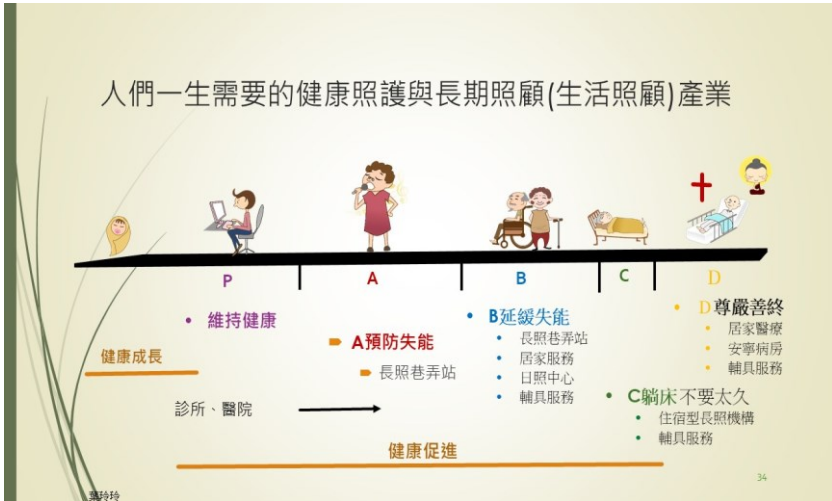 人們一生需要的健康照護與長期照顧(生活照顧)產業
P
A
B
C
D
健康成長
• 維持健康
A預防失能
長照巷弄站
• B延緩失能
• 長照巷弄站
• 居家服務
• 日照中心
• 輔具服務
• C躺床不要太久
• 住宿型長照機構
• 輔具服務
• D尊嚴善終
• 居家醫療
• 安寧病房
• 輔具服務
診所、醫院
健康促進
34
葉玲玲